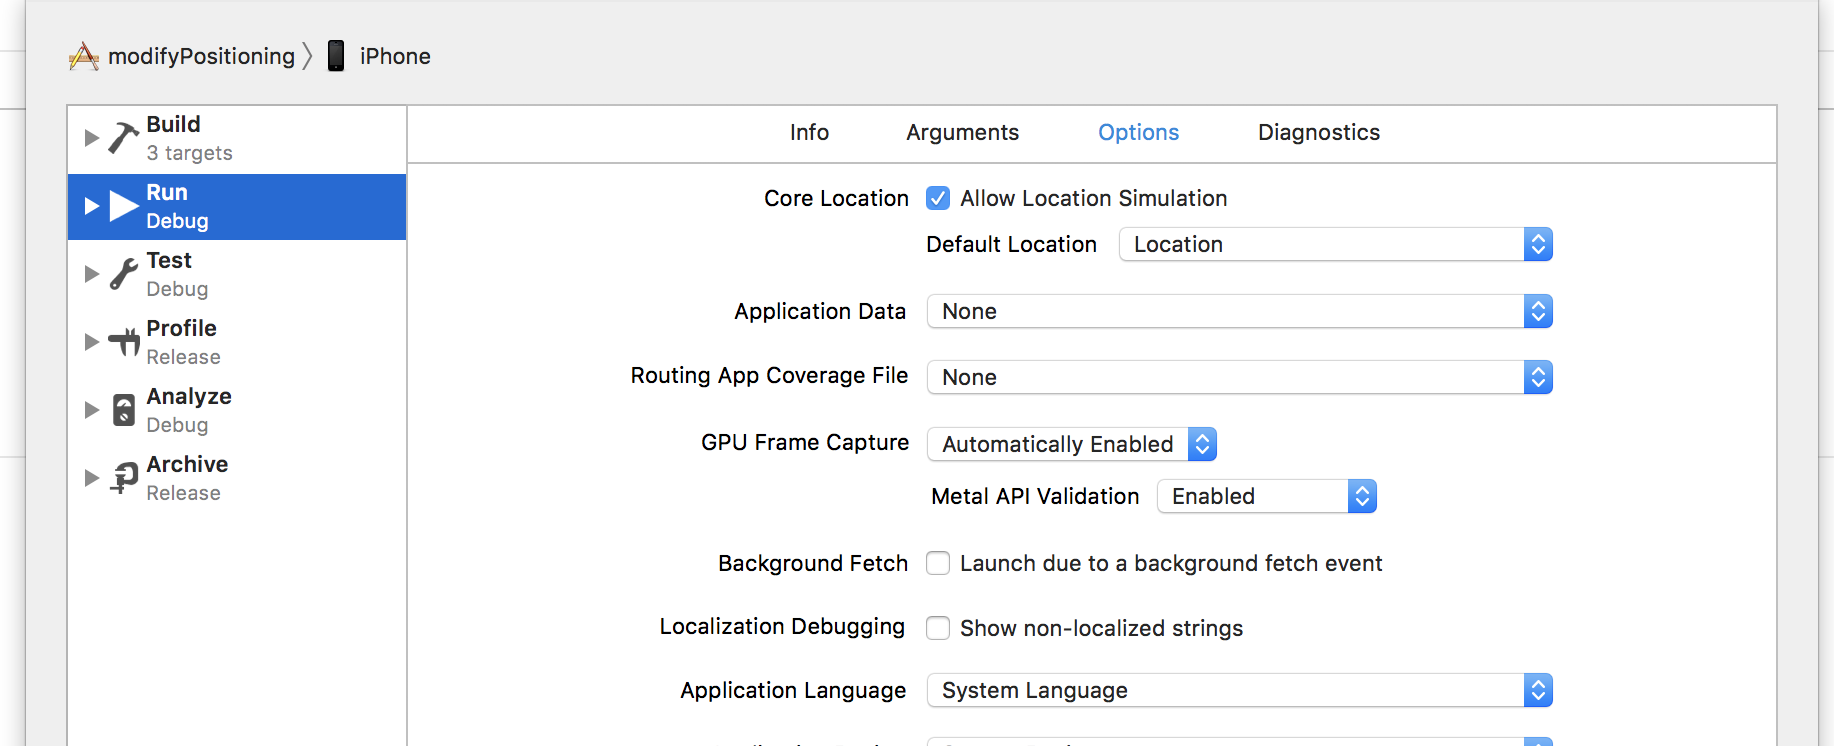 modifyPositioning
iPhone
Build
3 targets
Run
Debug
Test
Debug
Profile
Release
Analyze
Debug
Archive
Release
Info Arguments Options Diagnostics
Core Location Allow Location Simulation
Default Location Location
Application Data None
Routing App Coverage File None
GPU Frame Capture Automatically Enabled
Metal API Validation Enabled
Background Fetch Launch due to a background fetch event
Localization Debugging Show non-localized strings
Application Language System Language